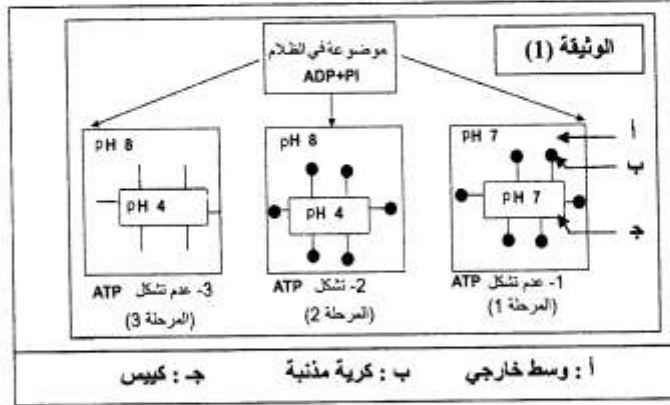 الوثيقة (1)
موضوعة في الظلام
ADP+PI
pH 7
أ
ب
pH 7
جـ
1- عدم تشكل ATP
(المرحلة 1)
pH 8
pH 4
2- تشكل ATP
(المرحلة 2)
pH 8
pH 4
3- عدم تشكل ATP
(المرحلة 3)
أ : وسط خارجي ب : كرية مذنبة جـ : كييس